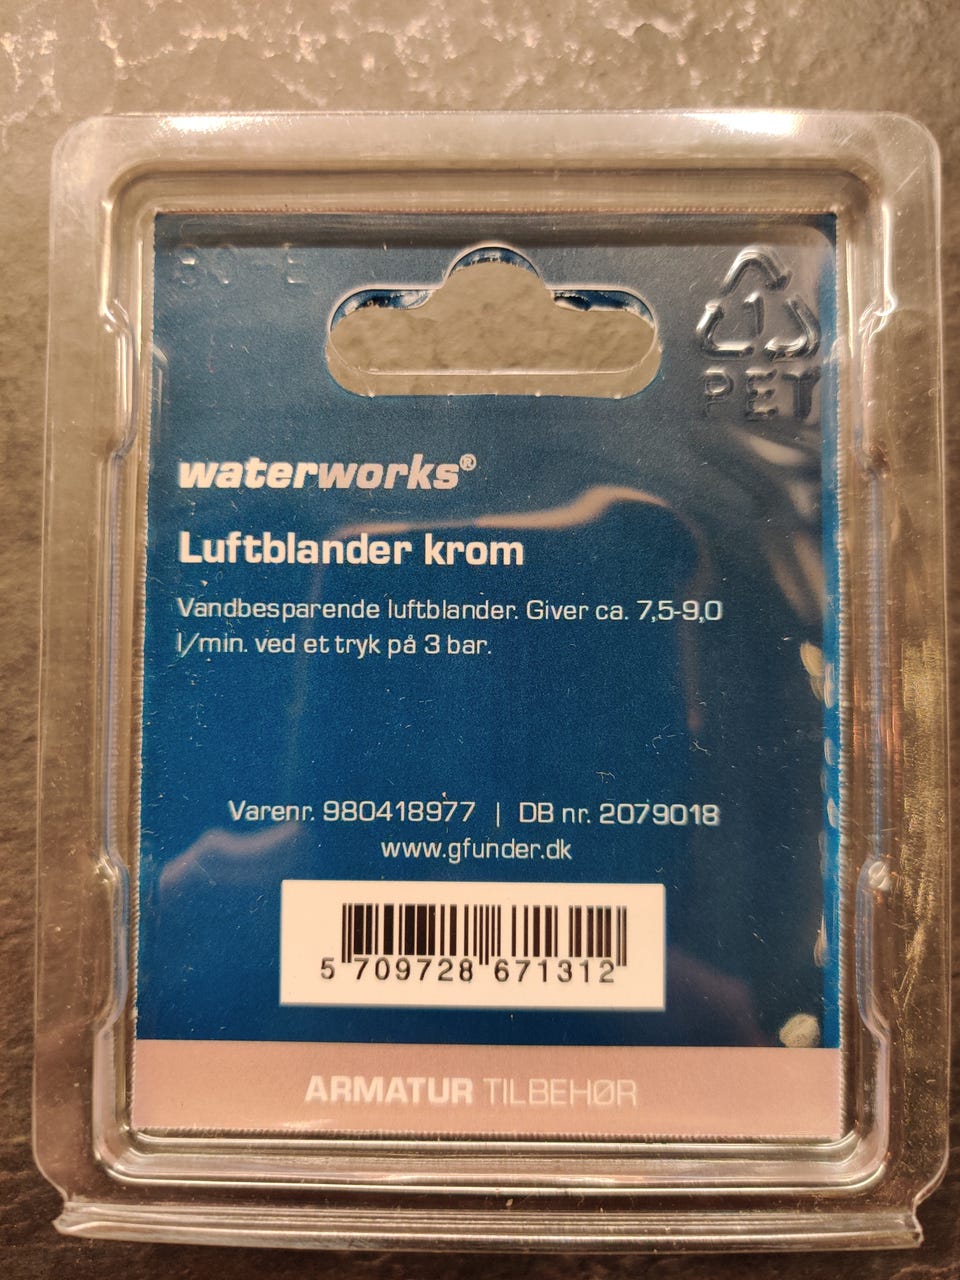 1
PET
waterworks®
Luftblander krom
Vandbesparende luftblander. Giver ca. 7,5-9,0
l/min. ved et tryk på 3 bar.
Varenr. 980418977 | DB nr. 2079018
www.gfunder.dk
5 709728 671312
ARMATUR TILBEHØR